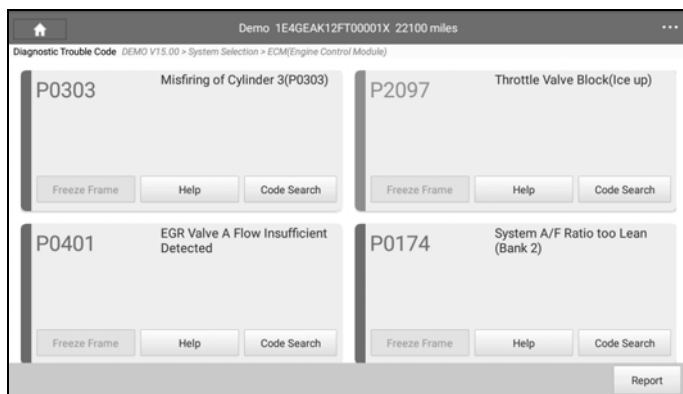 Demo 1E4GEAK12FT00001X 22100 miles
Diagnostic Trouble Code DEMO V15.00 > System Selection > ECM(Engine Control Module)
P0303 Misfiring of Cylinder 3(P0303)
Freeze Frame Help Code Search
P2097 Throttle Valve Block(Ice up)
Freeze Frame Help Code Search
P0401 EGR Valve A Flow Insufficient
Detected
Freeze Frame Help Code Search
P0174 System A/F Ratio too Lean
(Bank 2)
Freeze Frame Help Code Search
Report